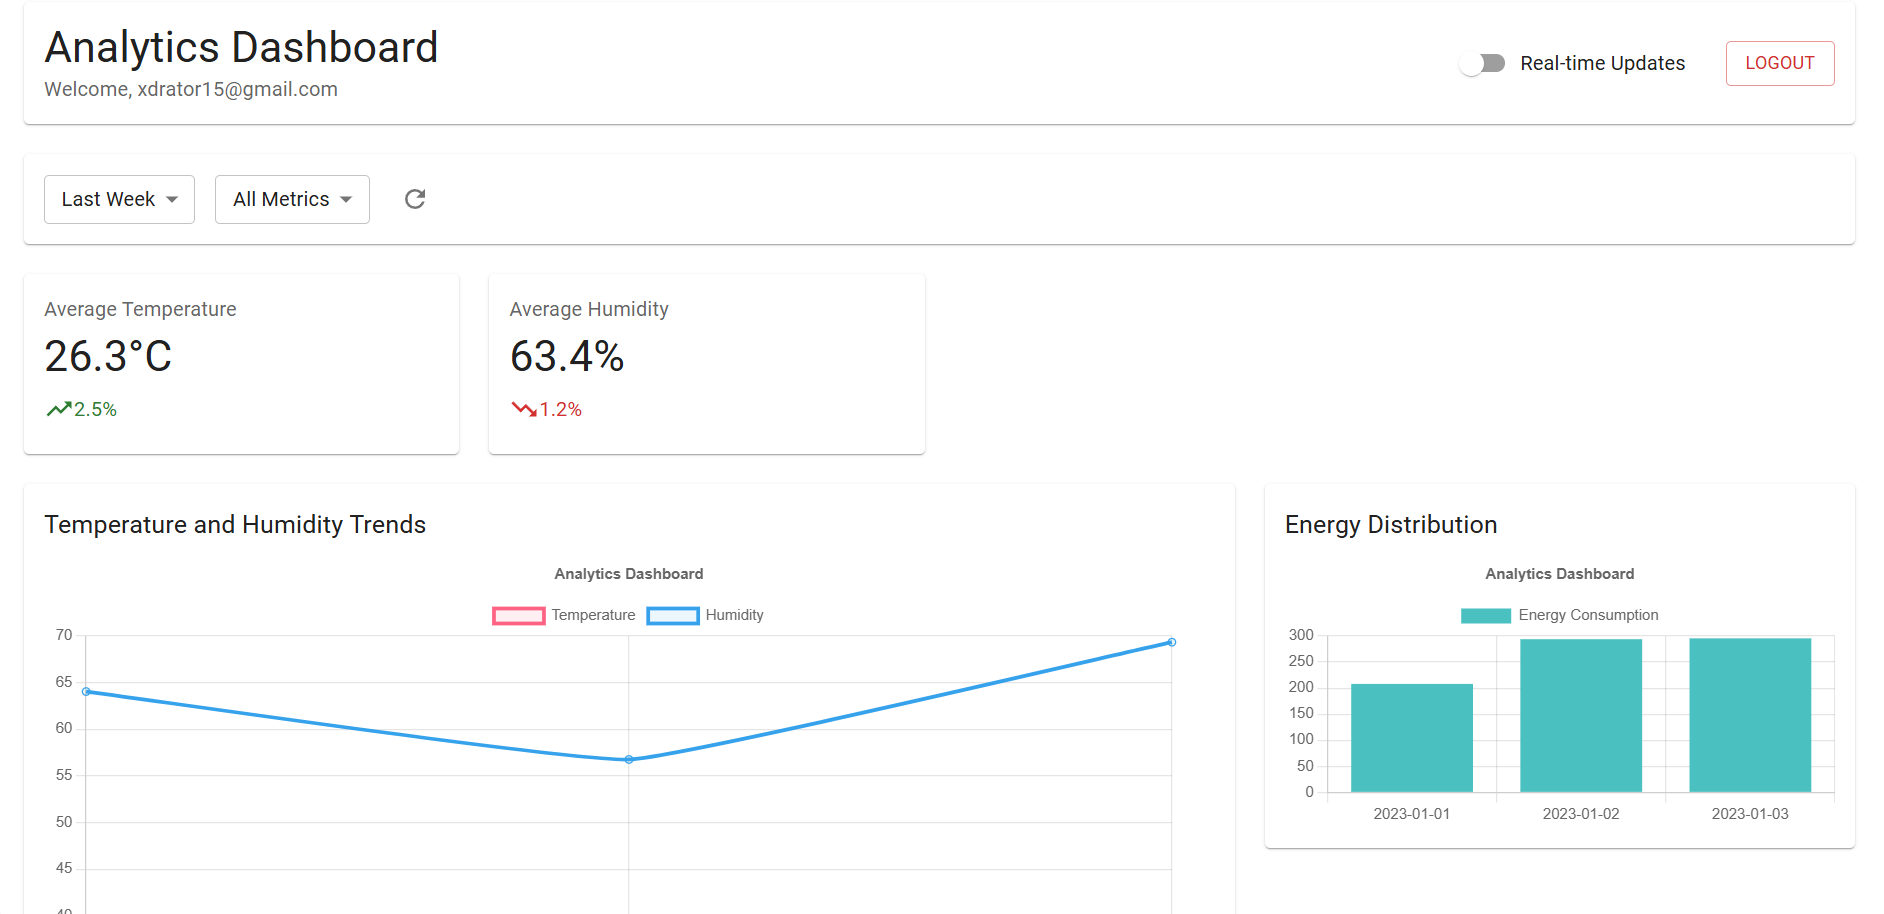 Analytics Dashboard
Welcome, xdrator15@gmail.com
Real-time Updates
LOGOUT
Last Week
All Metrics
Average Temperature
26.3°C
2.5%
Average Humidity
63.4%
1.2%
Temperature and Humidity Trends
Analytics Dashboard
Temperature Humidity
70
65
60
55
50
45
40
Energy Distribution
Analytics Dashboard
Energy Consumption
300
250
200
150
100
50
0
2023-01-01 2023-01-02 2023-01-03